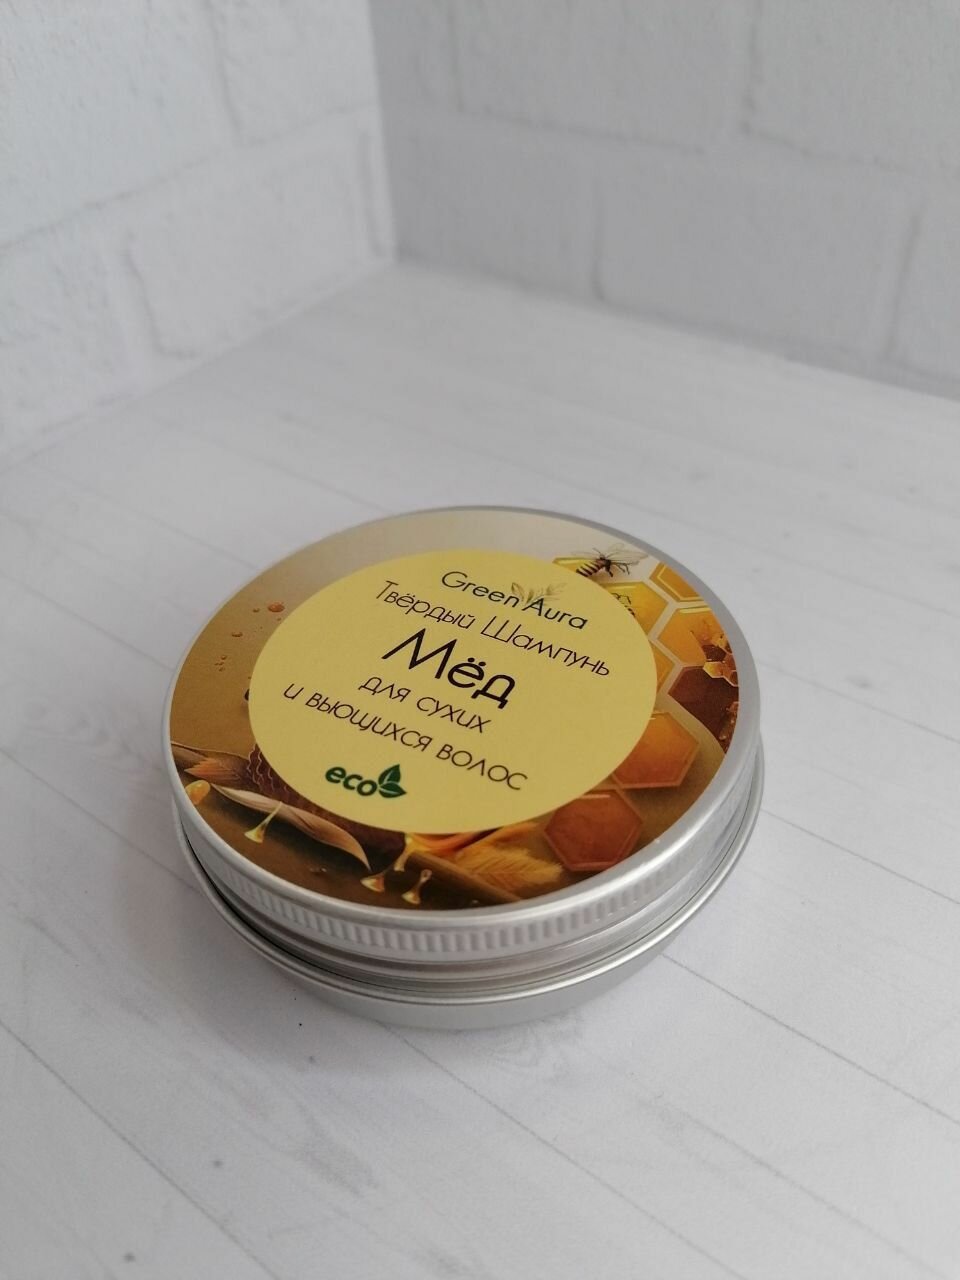 Green Aura
Твёрдый Шампунь
Мёд
для сухих
и вьющихся волос
eco